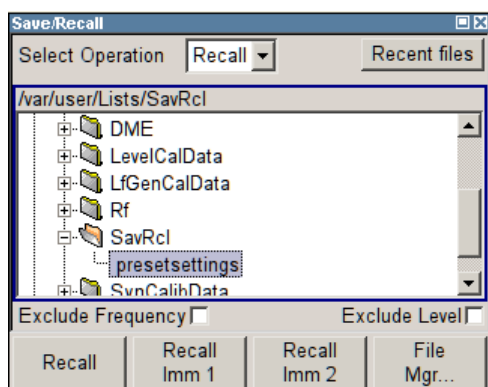 Save/Recall
Select Operation Recall Recent files
/var/user/Lists/SavRcl
DME
LevelCalData
LfGenCalData
Rf
SavRcl
presetsettings
SynCalibData
Exclude Frequency Exclude Level
Recall Recall Imm 1 Recall Imm 2 File Mgr...